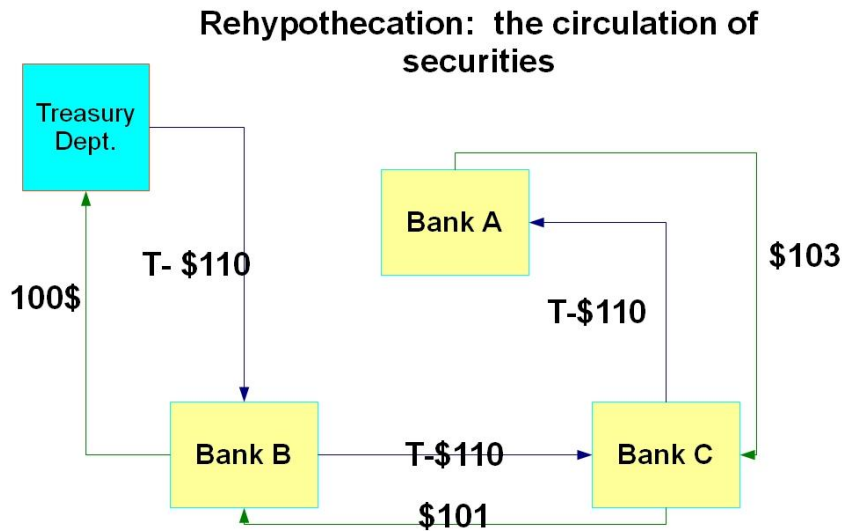 Rehypothecation:  the circulation of
securities
Treasury
Dept.
Bank A
$103
T- $110
100$
T-$110
Bank B
T-$110
Bank C
$101